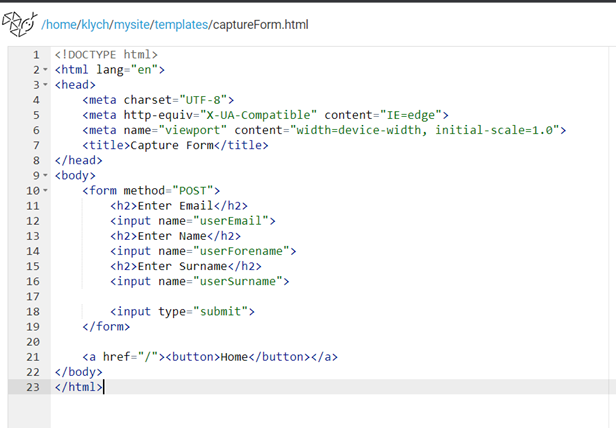 /home/klych/mysite/templates/captureForm.html
1 <!DOCTYPE html>
2 <html lang="en">
3 <head>
4     <meta charset="UTF-8">
5     <meta http-equiv="X-UA-Compatible" content="IE=edge">
6     <meta name="viewport" content="width=device-width, initial-scale=1.0">
7     <title>Capture Form</title>
8 </head>
9 <body>
10     <form method="POST">
11         <h2>Enter Email</h2>
12         <input name="userEmail">
13         <h2>Enter Name</h2>
14         <input name="userForename">
15         <h2>Enter Surname</h2>
16         <input name="userSurname">
17
18         <input type="submit">
19     </form>
20
21     <a href="/"><button>Home</button></a>
22 </body>
23 </html>